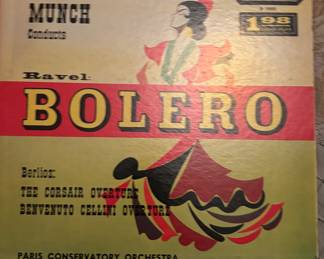 MUNCH
Conducts
1.98
Ravel:
BOLERO
Berlioz:
THE CORSAIR OVERTURE
BENVENUTO CELLINI OVERTURE
PARIS CONSERVATORY ORCHESTRA